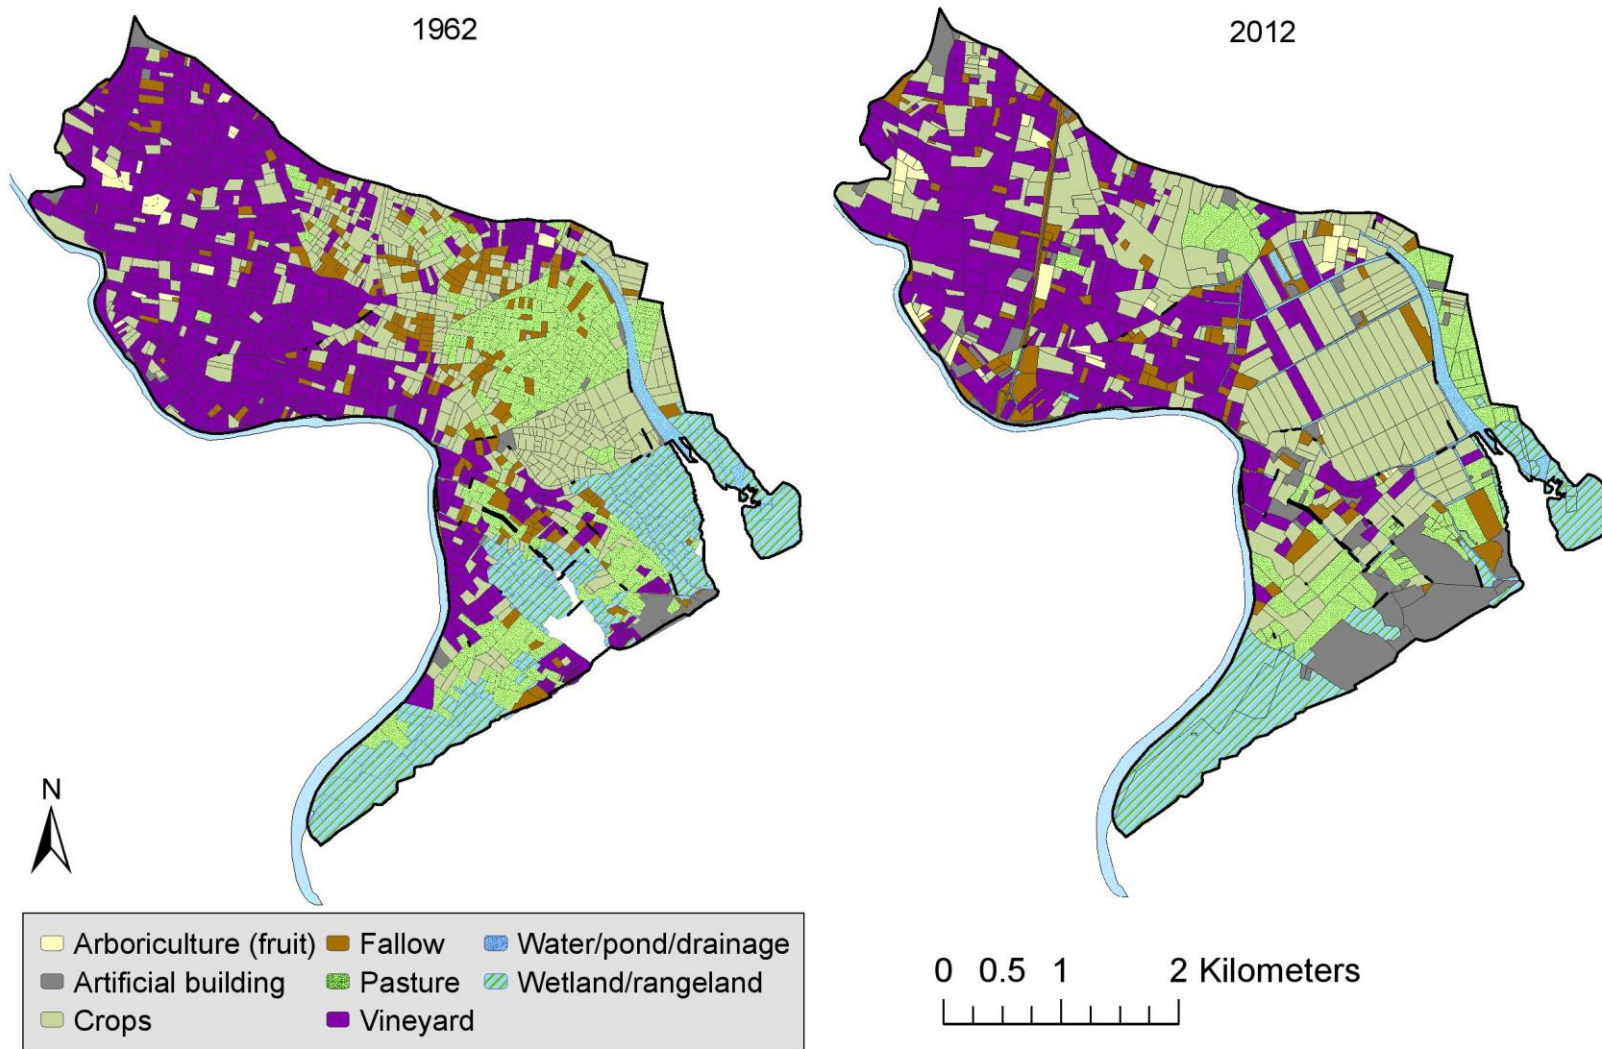 1962
2012
N
Arboriculture (fruit)
Fallow
Water/pond/drainage
Artificial building
Pasture
Wetland/rangeland
Crops
Vineyard
0 0.5 1 2 Kilometers